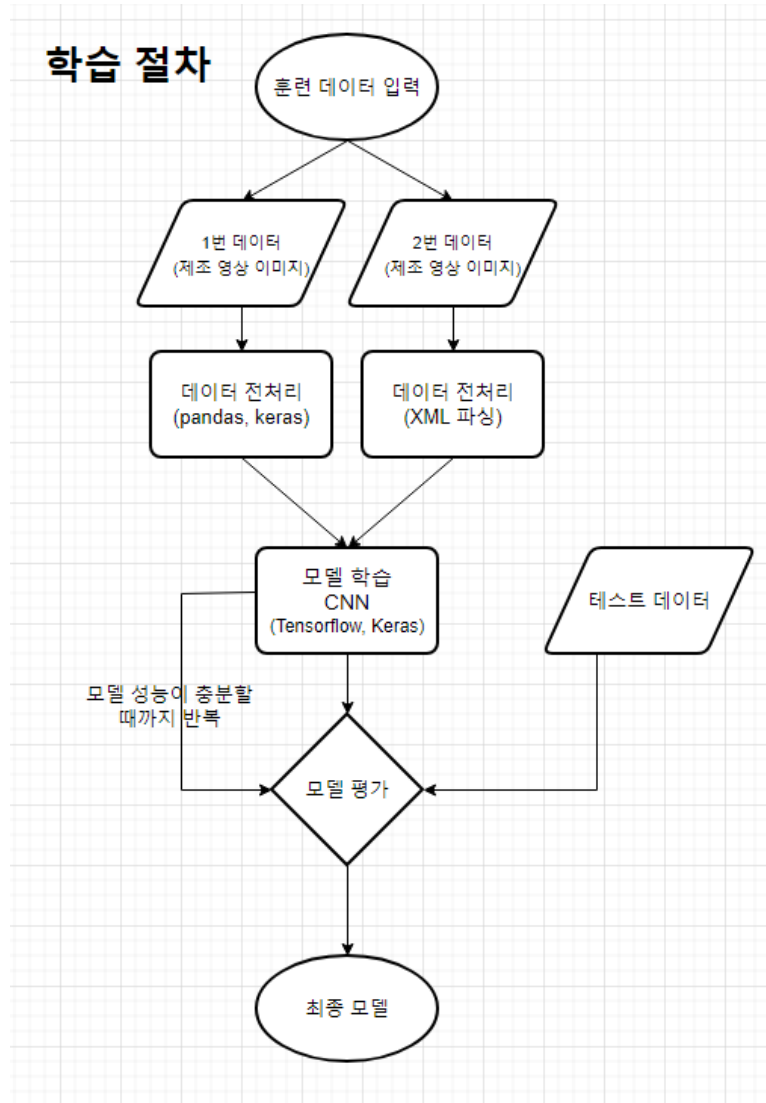 학습 절차
훈련 데이터 입력
1번 데이터
(제조 영상 이미지)
2번 데이터
(제조 영상 이미지)
데이터 전처리
(pandas, keras)
데이터 전처리
(XML 파싱)
모델 학습
CNN
(Tensorflow, Keras)
테스트 데이터
모델 성능이 충분할
때까지 반복
모델 평가
최종 모델